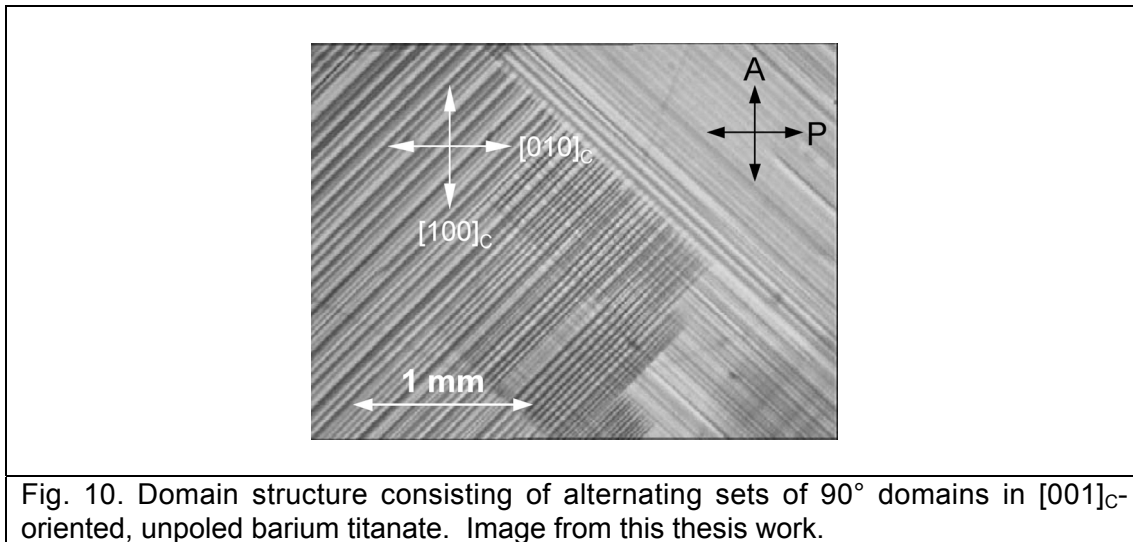 A
P
[010]C
[100]C
1 mm
Fig. 10. Domain structure consisting of alternating sets of 90° domains in [001]C-
oriented, unpoled barium titanate. Image from this thesis work.